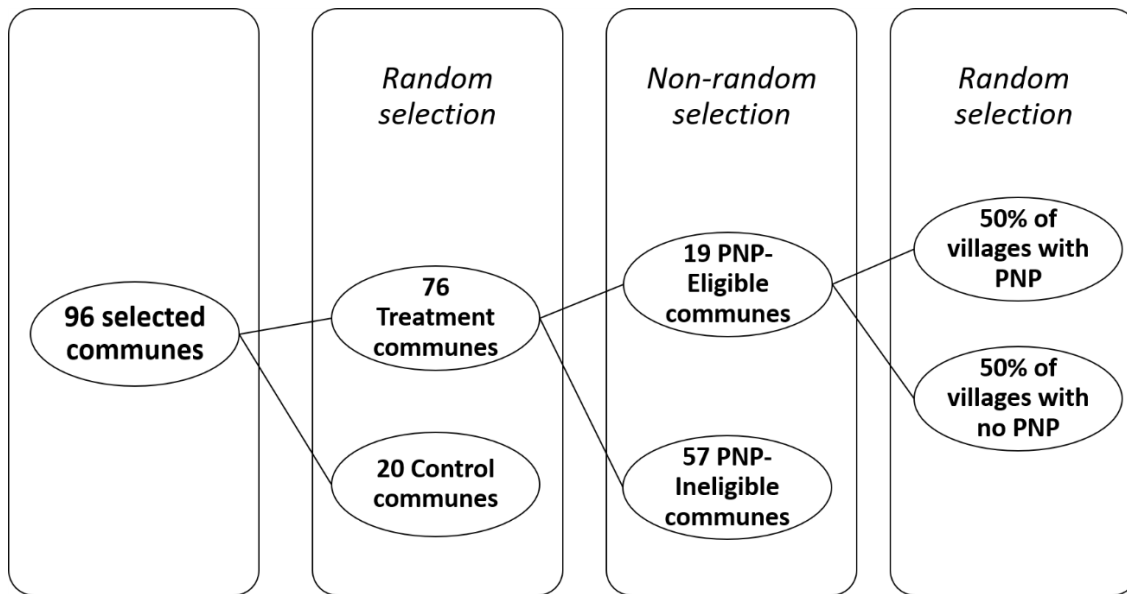 Random
selection
Non-random
selection
Random
selection
96 selected
communes
76
Treatment
communes
20 Control
communes
19 PNP-
Eligible
communes
57 PNP-
Ineligible
communes
50% of
villages with
PNP
50% of
villages with
no PNP